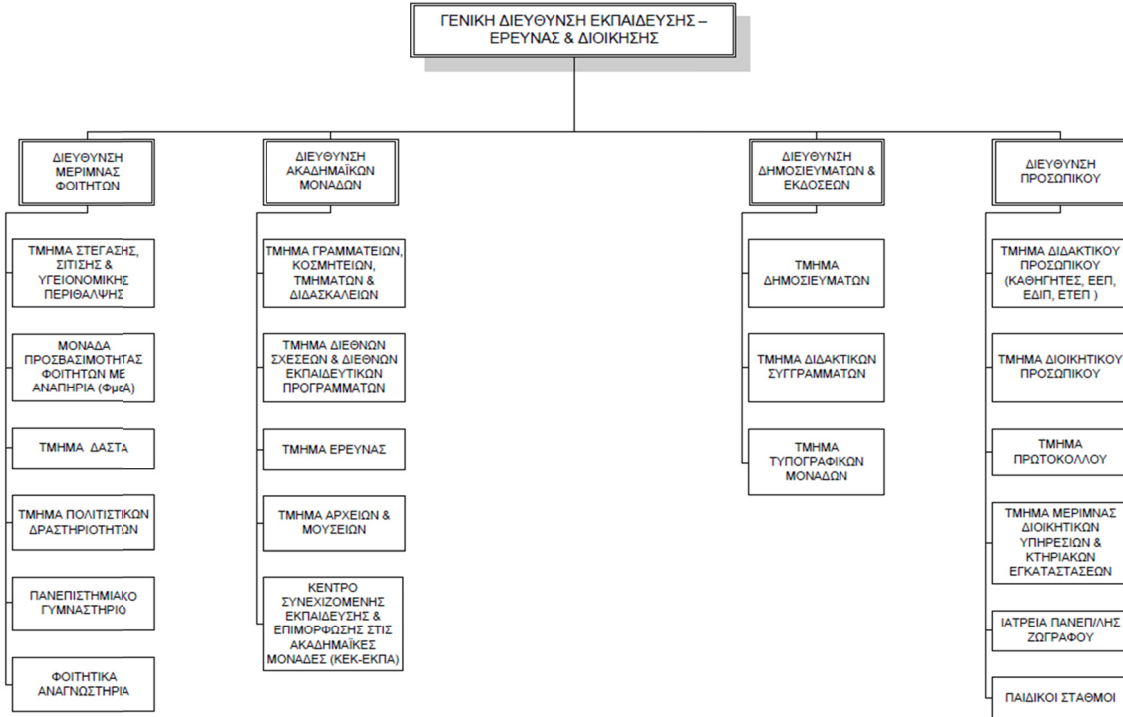 ΓΕΝΙΚΗ ΔΙΕΥΘΥΝΣΗ ΕΚΠΑΙΔΕΥΣΗΣ –
ΕΡΕΥΝΑΣ & ΔΙΟΙΚΗΣΗΣ
ΔΙΕΥΘΥΝΣΗ
ΜΕΡΙΜΝΑΣ
ΦΟΙΤΗΤΩΝ
ΤΜΗΜΑ ΣΤΕΓΑΣΗΣ,
ΣΙΤΙΣΗΣ &
ΥΓΕΙΟΝΟΜΙΚΗΣ
ΠΕΡΙΘΑΛΨΗΣ
ΜΟΝΑΔΑ
ΠΡΟΣΒΑΣΙΜΟΤΗΤΑΣ
ΦΟΙΤΗΤΩΝ ΜΕ
ΑΝΑΠΗΡΙΑ (ΦμεΑ)
ΤΜΗΜΑ ΔΑΣΤΑ
ΤΜΗΜΑ ΠΟΛΙΤΙΣΤΙΚΩΝ
ΔΡΑΣΤΗΡΙΟΤΗΤΩΝ
ΠΑΝΕΠΙΣΤΗΜΙΑΚΟ
ΓΥΜΝΑΣΤΗΡΙΟ
ΦΟΙΤΗΤΙΚΑ
ΑΝΑΓΝΩΣΤΗΡΙΑ
ΔΙΕΥΘΥΝΣΗ
ΑΚΑΔΗΜΑΪΚΩΝ
ΜΟΝΑΔΩΝ
ΤΜΗΜΑ ΓΡΑΜΜΑΤΕΙΩΝ,
ΚΟΣΜΗΤΕΙΩΝ,
ΤΜΗΜΑΤΩΝ &
ΔΙΔΑΣΚΑΛΕΙΩΝ
ΤΜΗΜΑ ΔΙΕΘΝΩΝ
ΣΧΕΣΕΩΝ & ΔΙΕΘΝΩΝ
ΕΚΠΑΙΔΕΥΤΙΚΩΝ
ΠΡΟΓΡΑΜΜΑΤΩΝ
ΤΜΗΜΑ ΕΡΕΥΝΑΣ
ΤΜΗΜΑ ΑΡΧΕΙΩΝ &
ΜΟΥΣΕΙΩΝ
ΚΕΝΤΡΟ
ΣΥΝΕΧΙΖΟΜΕΝΗΣ
ΕΚΠΑΙΔΕΥΣΗΣ &
ΕΠΙΜΟΡΦΩΣΗΣ ΣΤΙΣ
ΑΚΑΔΗΜΑΪΚΕΣ
ΜΟΝΑΔΕΣ (ΚΕΚ-ΕΚΠΑ)
ΔΙΕΥΘΥΝΣΗ
ΔΗΜΟΣΙΕΥΜΑΤΩΝ &
ΕΚΔΟΣΕΩΝ
ΤΜΗΜΑ
ΔΗΜΟΣΙΕΥΜΑΤΩΝ
ΤΜΗΜΑ ΔΙΔΑΚΤΙΚΩΝ
ΣΥΓΓΡΑΜΜΑΤΩΝ
ΤΜΗΜΑ
ΤΥΠΟΓΡΑΦΙΚΩΝ
ΜΟΝΑΔΩΝ
ΔΙΕΥΘΥΝΣΗ
ΠΡΟΣΩΠΙΚΟΥ
ΤΜΗΜΑ ΔΙΔΑΚΤΙΚΟΥ
ΠΡΟΣΩΠΙΚΟΥ
(ΚΑΘΗΓΗΤΕΣ, ΕΕΠ,
ΕΔΙΠ, ΕΤΕΠ )
ΤΜΗΜΑ ΔΙΟΙΚΗΤΙΚΟΥ
ΠΡΟΣΩΠΙΚΟΥ
ΤΜΗΜΑ
ΠΡΩΤΟΚΟΛΛΟΥ
ΤΜΗΜΑ ΜΕΡΙΜΝΑΣ
ΔΙΟΙΚΗΤΙΚΩΝ
ΥΠΗΡΕΣΙΩΝ &
ΚΤΗΡΙΑΚΩΝ
ΕΓΚΑΤΑΣΤΑΣΕΩΝ
ΙΑΤΡΕΙΑ ΠΑΝΕΠ/ΛΗΣ
ΖΩΓΡΑΦΟΥ
ΠΑΙΔΙΚΟΙ ΣΤΑΘΜΟΙ